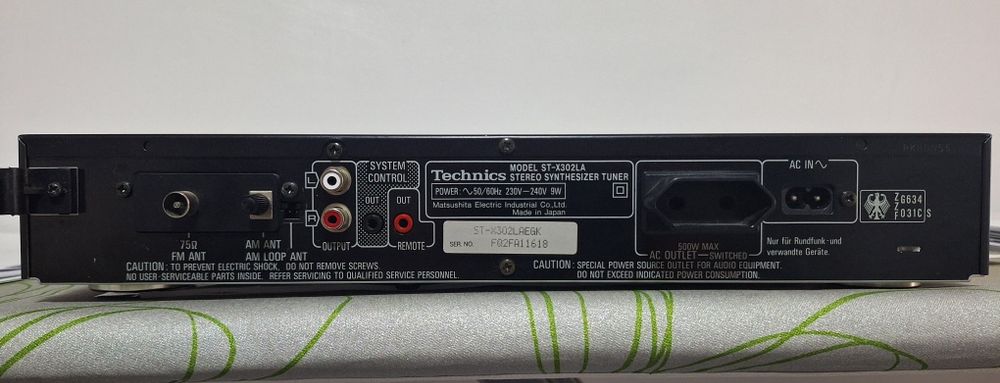 75Ω
FM ANT
AM ANT
AM LOOP ANT
CAUTION: TO PREVENT ELECTRIC SHOCK, DO NOT REMOVE SCREWS.
NO USER-SERVICEABLE PARTS INSIDE. REFER SERVICING TO QUALIFIED SERVICE PERSONNEL.
L
R
OUTPUT
SYSTEM
CONTROL
OUT
OUT
REMOTE
Technics
MODEL ST-X302LA
STEREO SYNTHESIZER TUNER
POWER: ∿50/60Hz 230V—240V 9W
Matsushita Electric Industrial Co.,Ltd.
Made in Japan
ST-X302LAEGK
SER. NO. FQ2FA11618
500W MAX
AC OUTLET—SWITCHED
CAUTION: SPECIAL POWER SOURCE OUTLET FOR AUDIO EQUIPMENT.
DO NOT EXCEED INDICATED POWER CONSUMPTION.
AC IN∿
Nur für Rundfunk-und
verwandte Geräte.
ZZF
G634
031C S